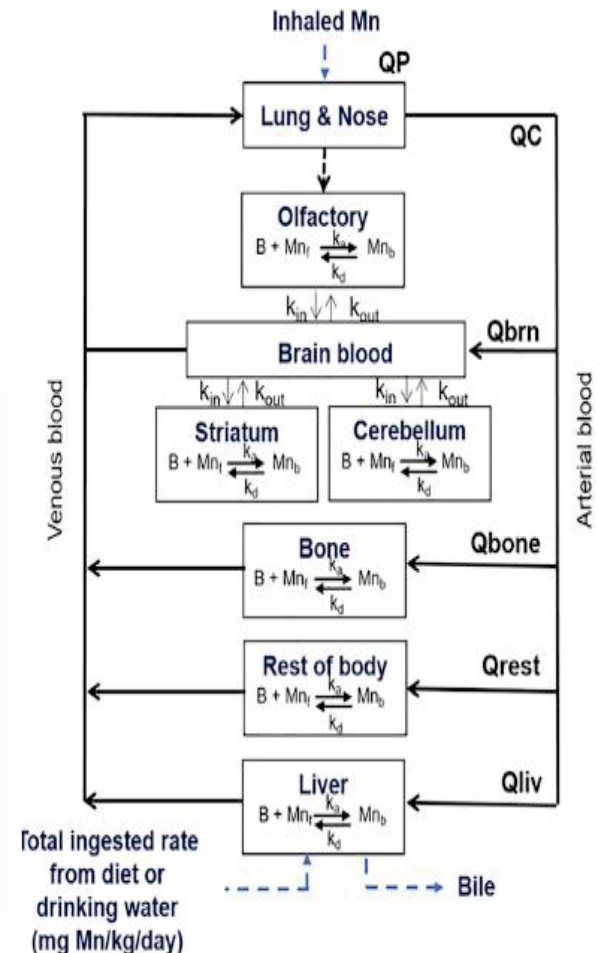 Inhaled Mn
QP
Lung & Nose
QC
Olfactory
kₐ
B + Mnf Mnb
kd
kin kout
Qbrn
Brain blood
kin kout kin kout
Striatum
kₐ
B + Mnf Mnb
kd
Cerebellum
kₐ
B + Mnf Mnb
kd
Venous blood
Arterial blood
Qbone
Bone
kₐ
B + Mnf Mnb
kd
Qrest
Rest of body
kₐ
B + Mnf Mnb
kd
Qliv
Liver
kₐ
B + Mnf Mnb
kd
Total ingested rate
from diet or
drinking water
(mg Mn/kg/day)
Bile